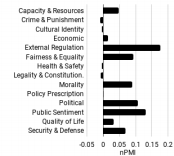 Capacity & Resources
Crime & Punishment
Cultural Identity
Economic
External Regulation
Fairness & Equality
Health & Safety
Legality & Constitution.
Morality
Policy Prescription
Political
Public Sentiment
Quality of Life
Security & Defense
-0.05 0 0.05 0.1 0.15 0.2
nPMI